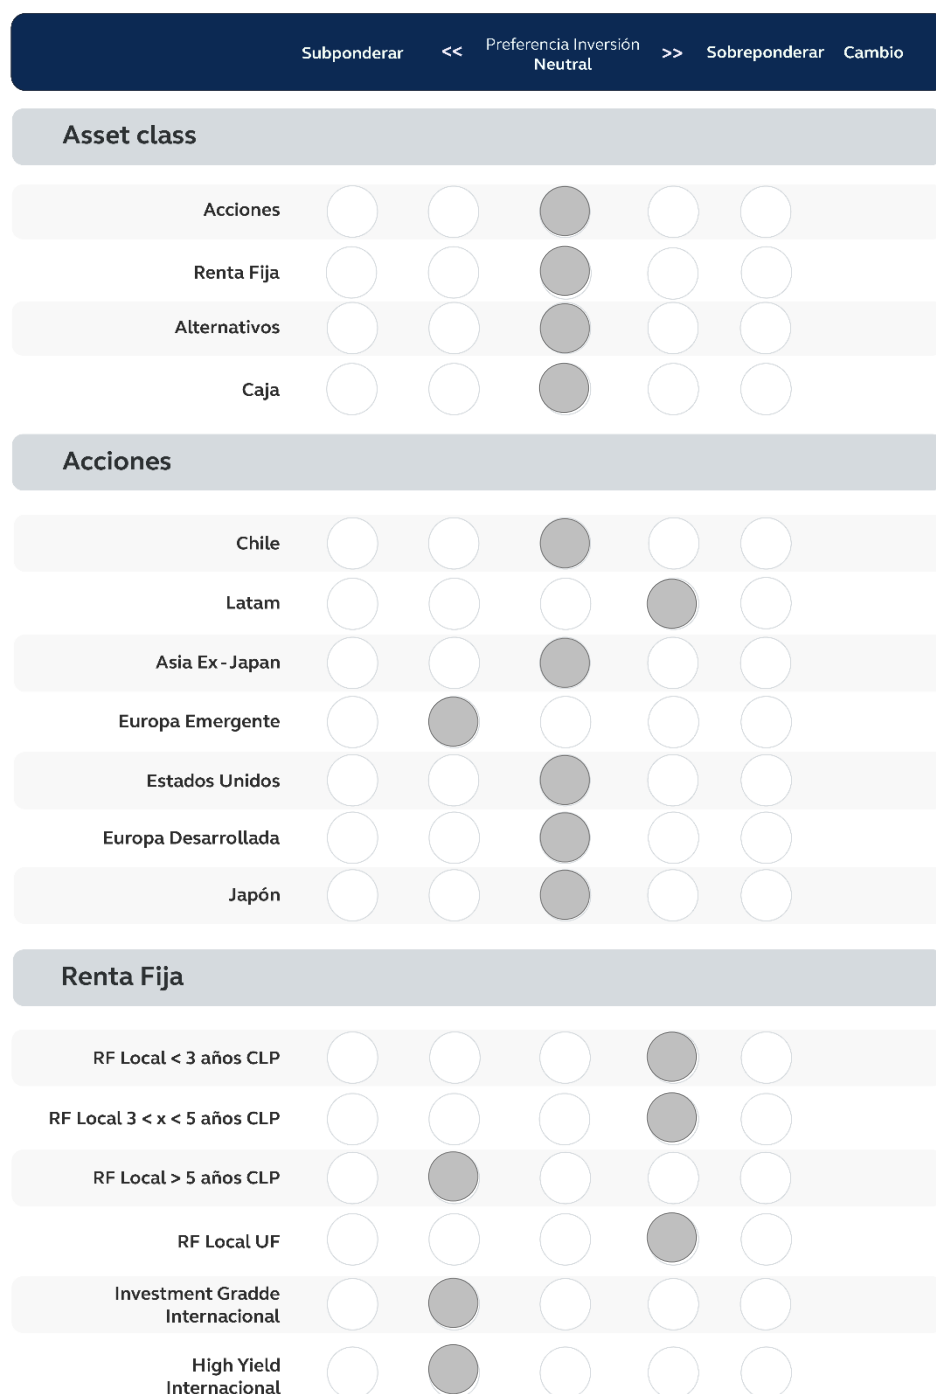 Subponderar << Preferencia Inversión Neutral >> Sobreponderar Cambio
Asset class
Acciones
Renta Fija
Alternativos
Caja
Acciones
Chile
Latam
Asia Ex - Japan
Europa Emergente
Estados Unidos
Europa Desarrollada
Japón
Renta Fija
RF Local < 3 años CLP
RF Local 3 < x < 5 años CLP
RF Local > 5 años CLP
RF Local UF
Investment Gradde
Internacional
High Yield
Internacional